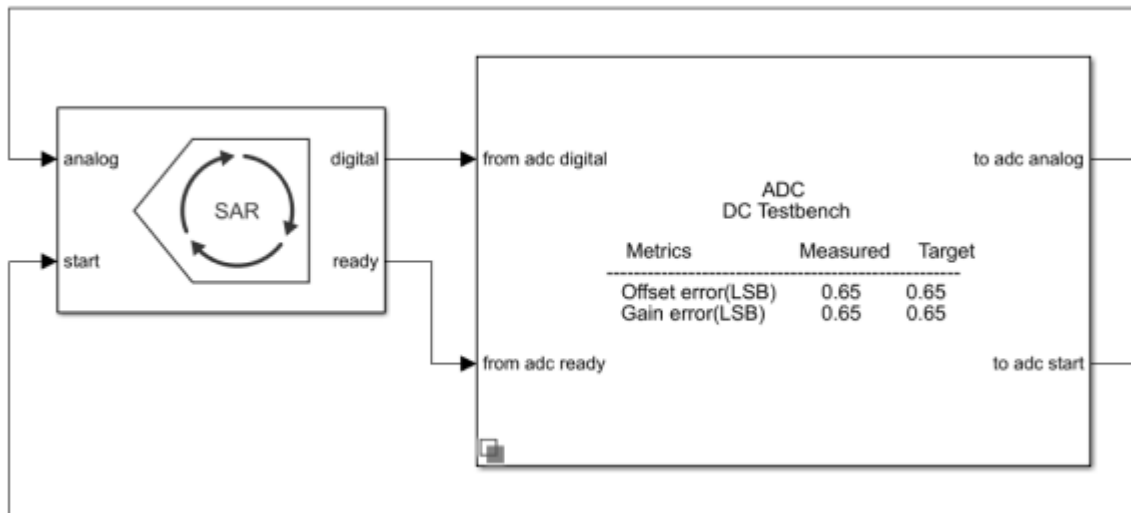 analog
SAR
digital
start
ready
from adc digital
to adc analog
ADC
DC Testbench
Metrics Measured Target
-----------------------------------------------------
Offset error(LSB) 0.65 0.65
Gain error(LSB) 0.65 0.65
from adc ready
to adc start